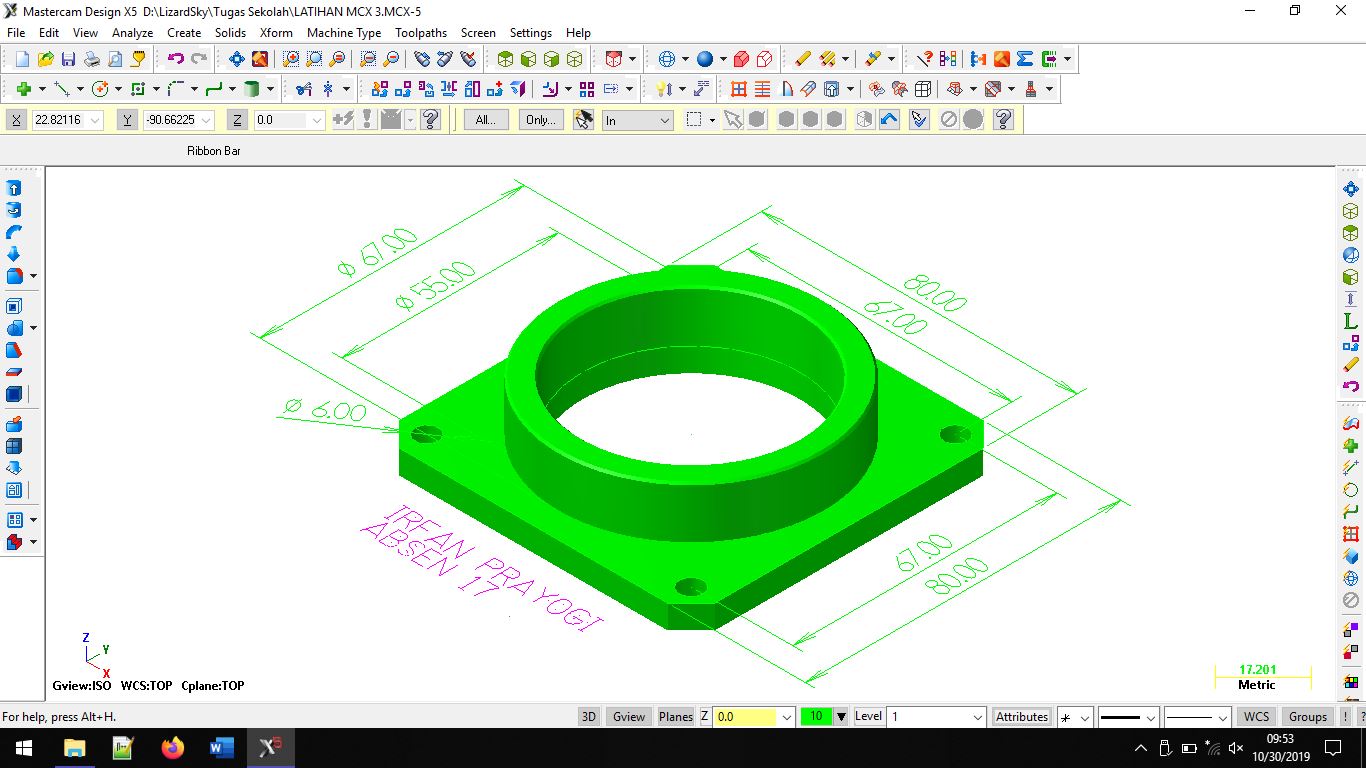 Mastercam Design X5 D:\LizardSky\Tugas Sekolah\LATIHAN MCX 3.MCX-5
File Edit View Analyze Create Solids Xform Machine Type Toolpaths Screen Settings Help
X 22.82116 Y -90.66225 Z 0.0 All... Only... In
Ribbon Bar
Ø 67.00
Ø 55.00
80.00
67.00
Ø 6.00
IRFAN PRAYOGI
ABSEN 17
67.00
80.00
Z
Y
X
Gview:ISO WCS:TOP Cplane:TOP
17.201
Metric
For help, press Alt+H. 3D Gview Planes Z 0.0 10 Level 1 Attributes WCS Groups ! ?
09:53
10/30/2019